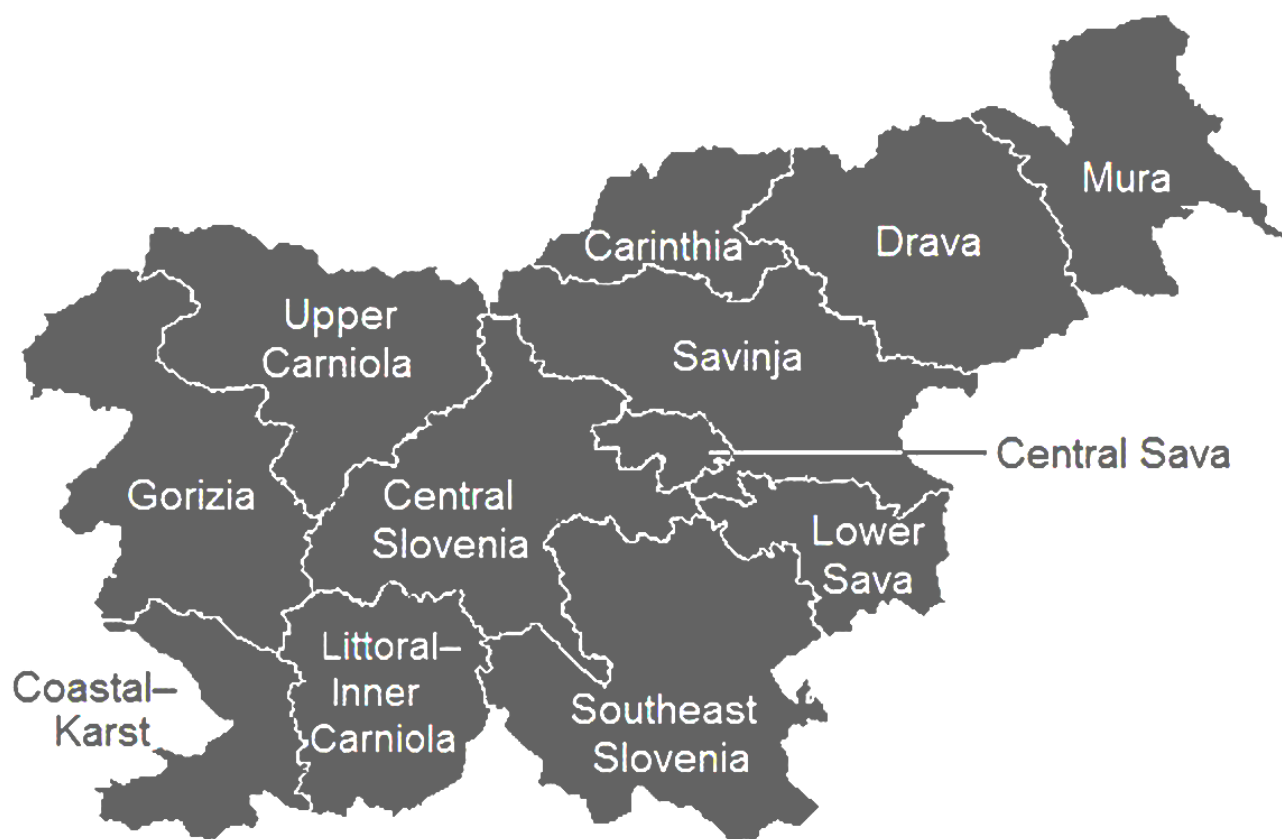 Mura
Drava
Carinthia
Upper
Carniola
Savinja
Central Sava
Gorizia
Central
Slovenia
Lower
Sava
Littoral–
Inner
Carniola
Coastal–
Karst
Southeast
Slovenia